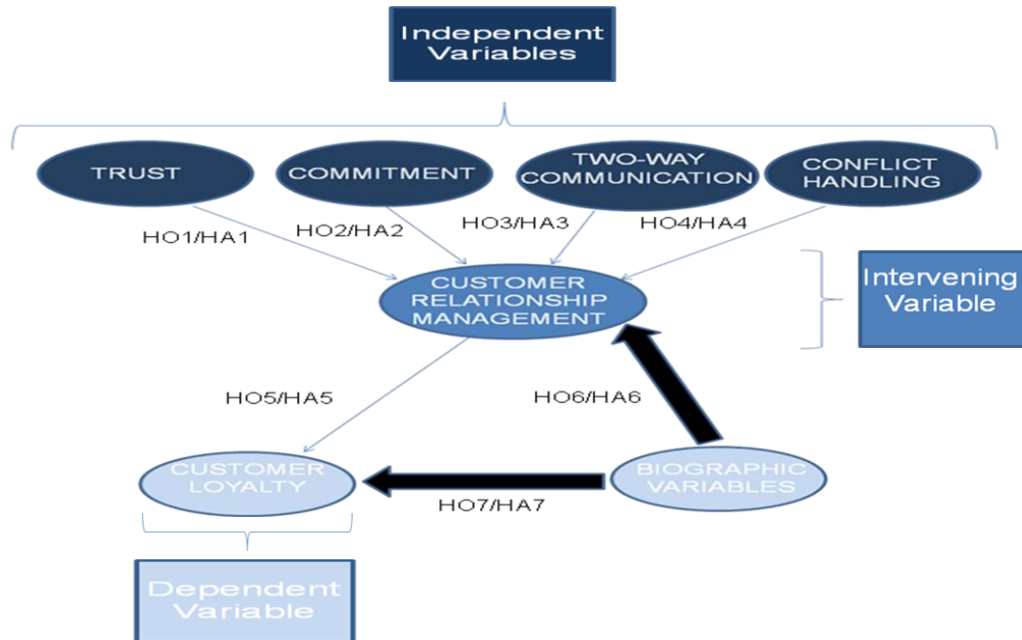 Independent
Variables
TRUST
COMMITMENT
TWO-WAY
COMMUNICATION
CONFLICT
HANDLING
HO1/HA1
HO2/HA2
HO3/HA3
HO4/HA4
CUSTOMER
RELATIONSHIP
MANAGEMENT
Intervening
Variable
HO5/HA5
HO6/HA6
CUSTOMER
LOYALTY
BIOGRAPHIC
VARIABLES
HO7/HA7
Dependent
Variable